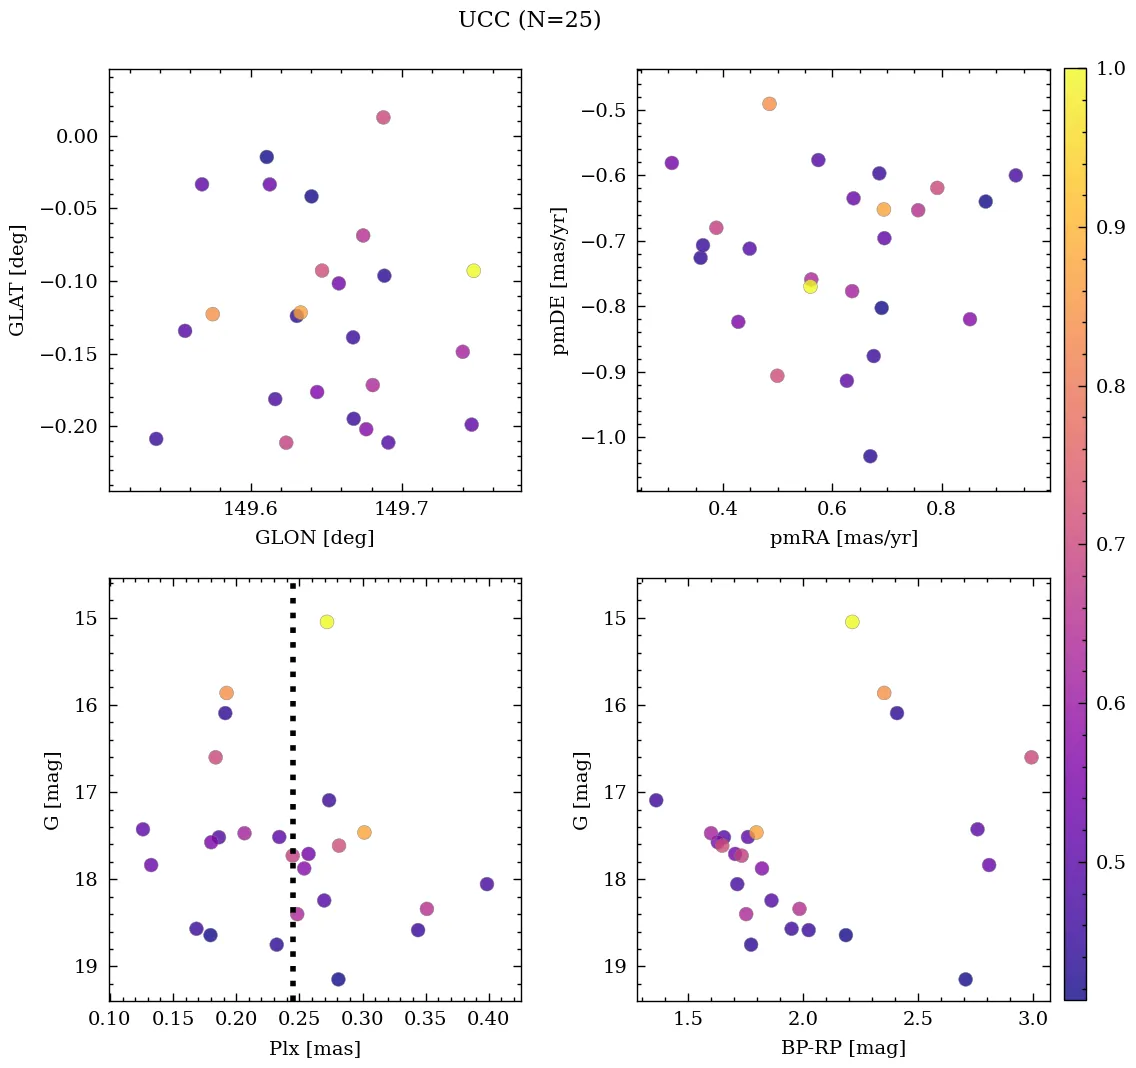 UCC (N=25)
0.00
−0.05
−0.10
−0.15
−0.20
GLAT [deg]
149.6 149.7
GLON [deg]
−0.5
−0.6
−0.7
−0.8
−0.9
−1.0
pmDE [mas/yr]
0.4 0.6 0.8
pmRA [mas/yr]
15
16
17
18
19
G [mag]
0.10 0.15 0.20 0.25 0.30 0.35 0.40
Plx [mas]
15
16
17
18
19
G [mag]
1.5 2.0 2.5 3.0
BP-RP [mag]
1.0
0.9
0.8
0.7
0.6
0.5